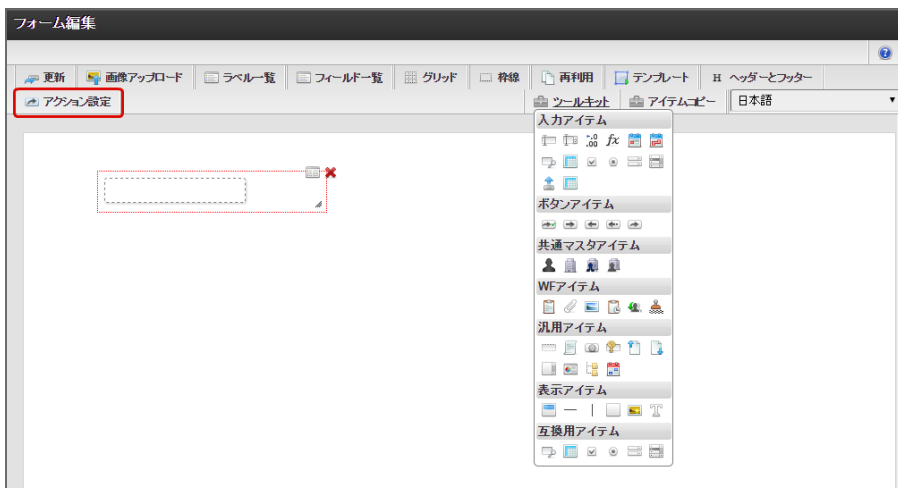 フォーム編集
更新 画像アップロード ラベル一覧 フィールド一覧 グリッド 枠線 再利用 テンプレート H ヘッダーとフッター
アクション設定 ツールキット アイテムコピー 日本語
入力アイテム
fx
ボタンアイテム
共通マスタアイテム
WFアイテム
汎用アイテム
表示アイテム
T
互換用アイテム